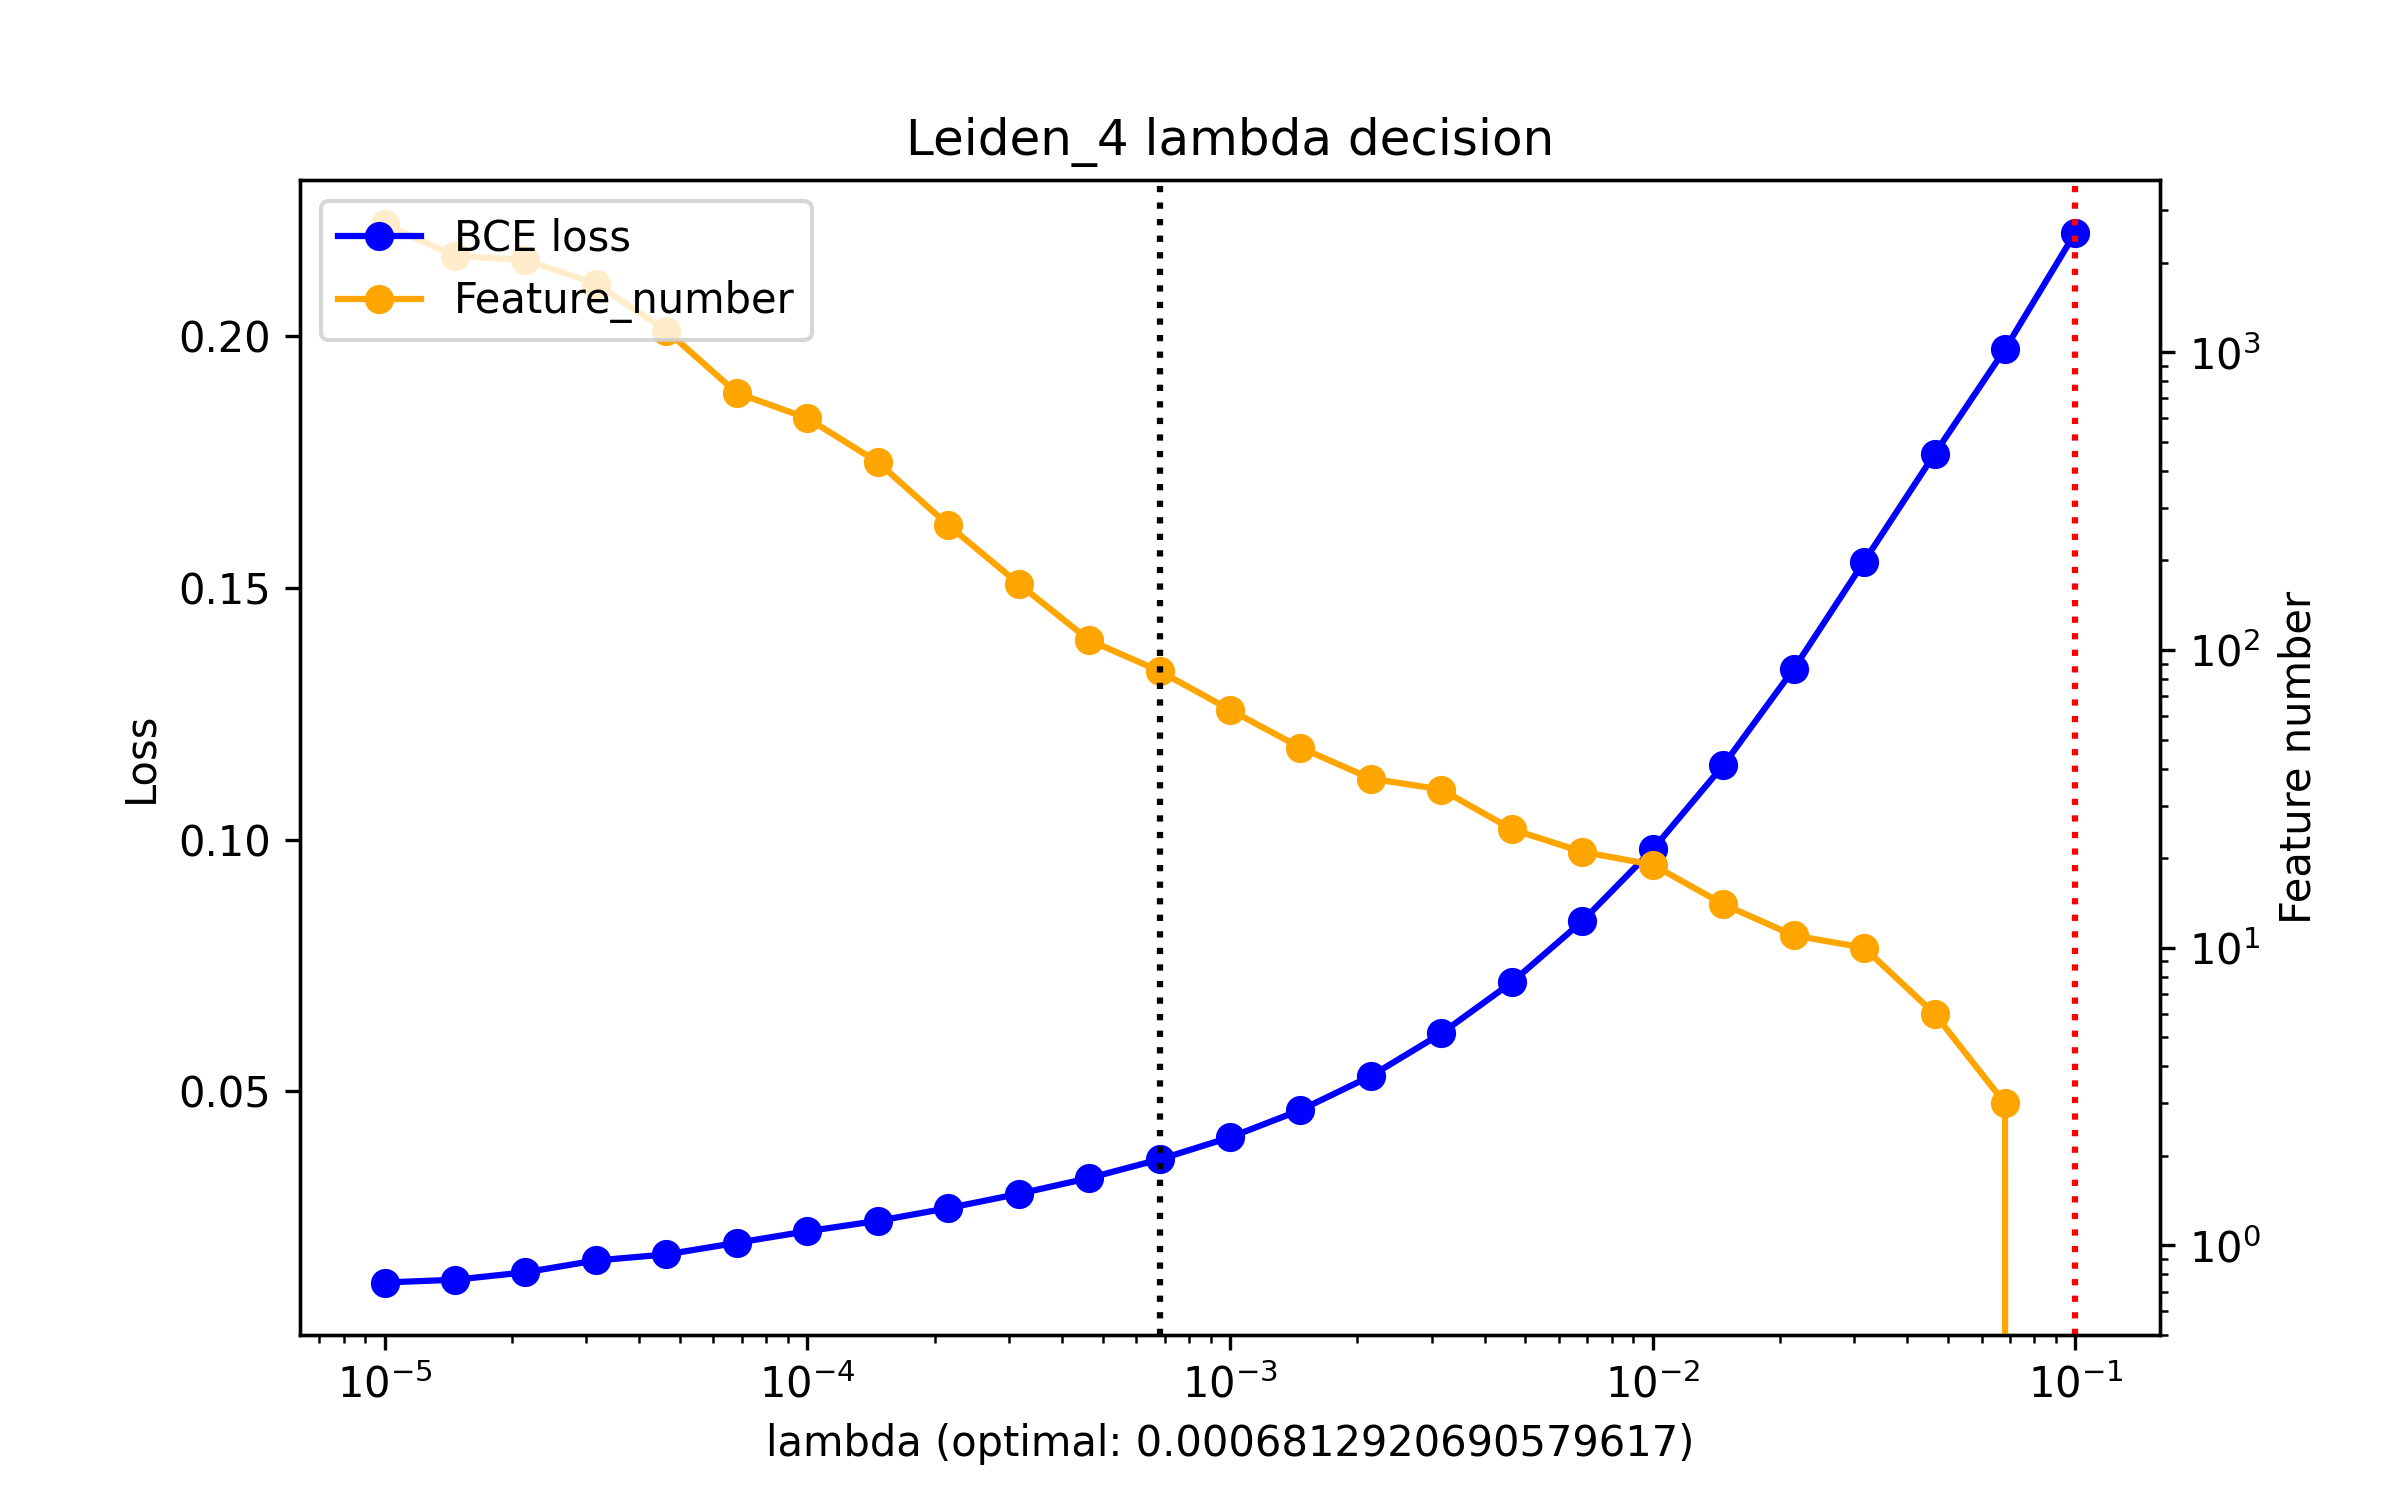 Leiden_4 lambda decision
BCE loss
Feature_number
0.20
0.15
0.10
0.05
Loss
10³
10²
10¹
10⁰
Feature number
10⁻⁵ 10⁻⁴ 10⁻³ 10⁻² 10⁻¹
lambda (optimal: 0.0006812920690579617)